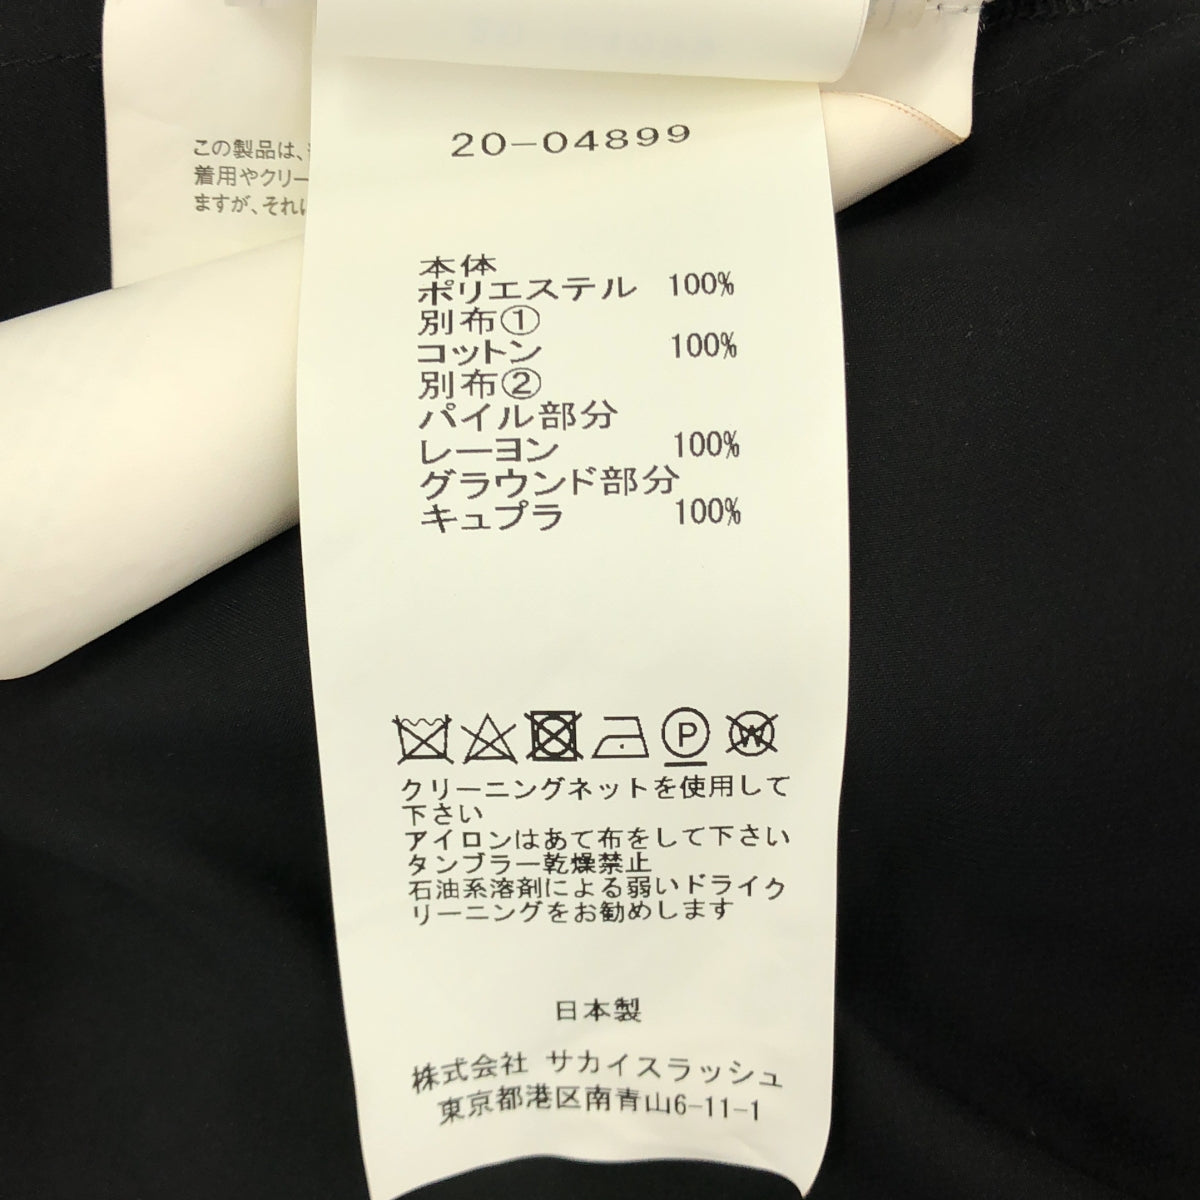 20-04899
この製品は、
着用やクリー
ますが、それ
本体
ポリエステル 100%
別布①
コットン 100%
別布②
パイル部分
レーヨン 100%
グラウンド部分
キュプラ 100%
P W
クリーニングネットを使用して
下さい
アイロンはあて布をして下さい
タンブラー乾燥禁止
石油系溶剤による弱いドライク
リーニングをお勧めします
日本製
株式会社 サカイスラッシュ
東京都港区南青山6-11-1